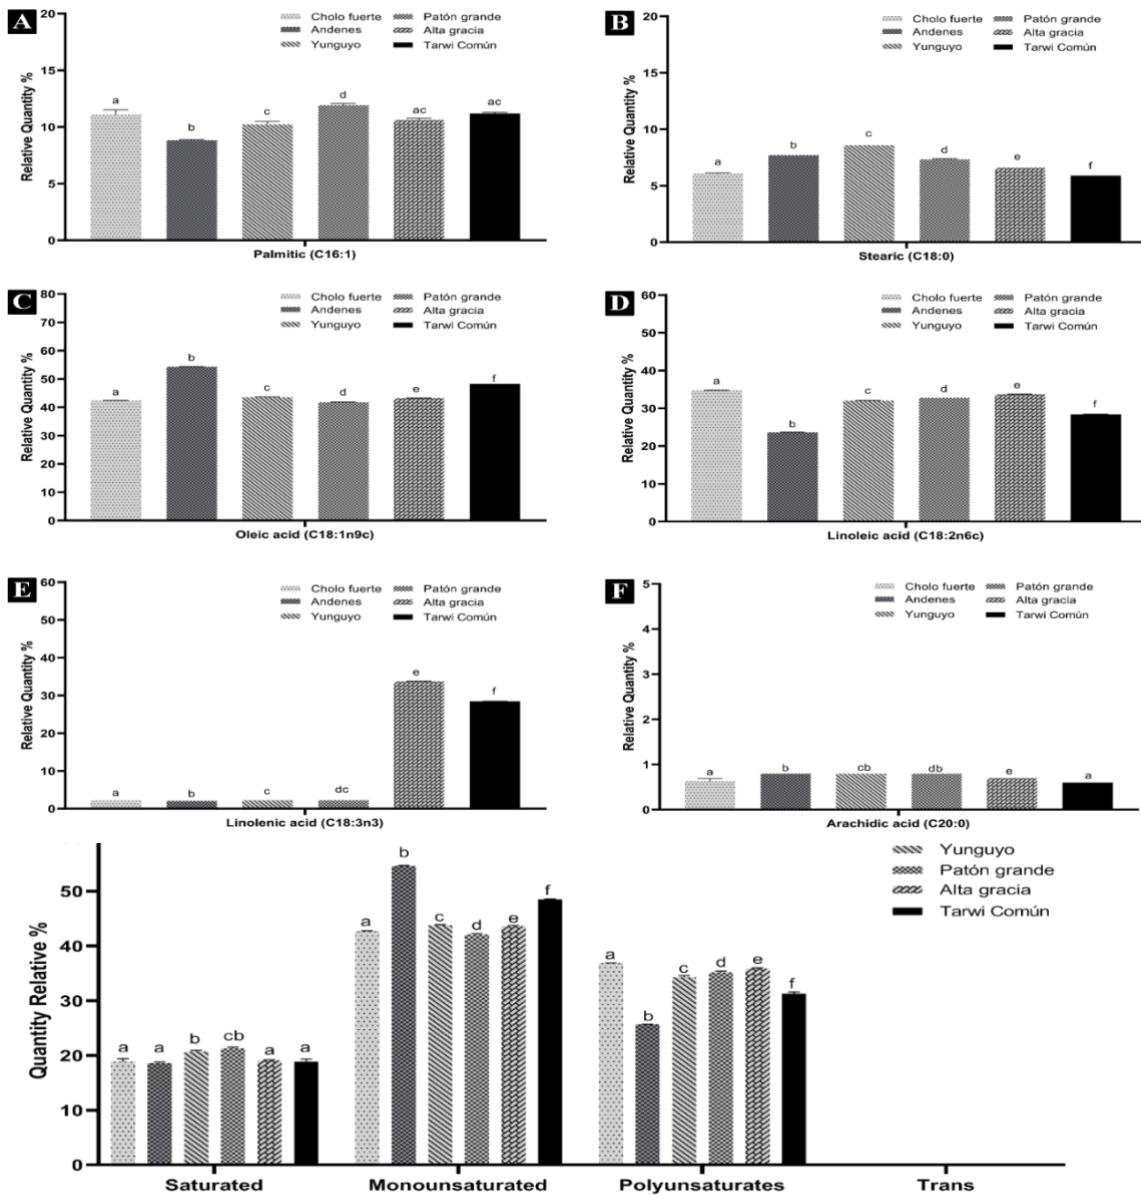 A
20
15
10
5
0
Relative Quantity %
Cholo fuerte Patón grande
Andenes Alta gracia
Yunguyo Tarwi Común
a b c d ac ac
Palmitic (C16:1)
B
20
15
10
5
0
Relative Quantity %
Cholo fuerte Patón grande
Andenes Alta gracia
Yunguyo Tarwi Común
a b c d e f
Stearic (C18:0)
C
80
70
60
50
40
30
20
10
0
Relative Quantity %
Cholo fuerte Patón grande
Andenes Alta gracia
Yunguyo Tarwi Común
a b c d e f
Oleic acid (C18:1n9c)
D
60
50
40
30
20
10
0
Relative Quantity %
Cholo fuerte Patón grande
Andenes Alta gracia
Yunguyo Tarwi Común
a b c d e f
Linoleic acid (C18:2n6c)
E
60
50
40
30
20
10
0
Relative Quantity %
Cholo fuerte Patón grande
Andenes Alta gracia
Yunguyo Tarwi Común
a b c dc e f
Linolenic acid (C18:3n3)
F
5
4
3
2
1
0
Relative Quantity %
Cholo fuerte Patón grande
Andenes Alta gracia
Yunguyo Tarwi Común
a b cb db e a
Arachidic acid (C20:0)
50
40
30
20
10
0
Quantity Relative %
Yunguyo
Patón grande
Alta gracia
Tarwi Común
a a b cb a a
a b c d e f
a b c d e f
Saturated Monounsaturated Polyunsaturates Trans